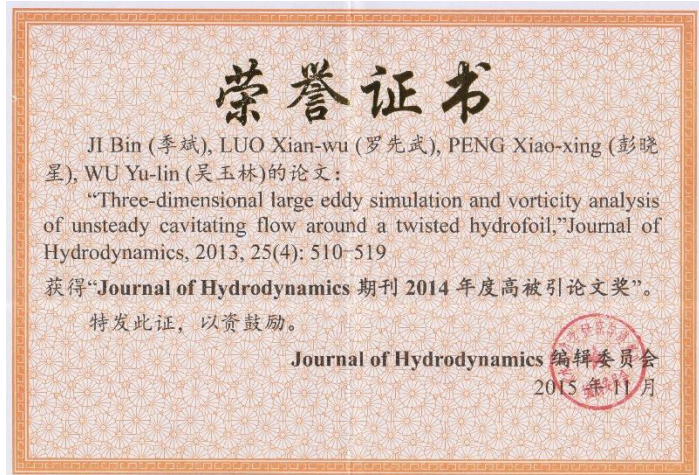 荣誉证书
JI Bin (季斌), LUO Xian-wu (罗先武), PENG Xiao-xing (彭晓
星), WU Yu-lin (吴玉林)的论文：
“Three-dimensional large eddy simulation and vorticity analysis
of unsteady cavitating flow around a twisted hydrofoil,”Journal of
Hydrodynamics, 2013, 25(4): 510-519
获得“Journal of Hydrodynamics 期刊 2014 年度高被引论文奖”。
特发此证，以资鼓励。
Journal of Hydrodynamics 编辑委员会
2015 年 11 月